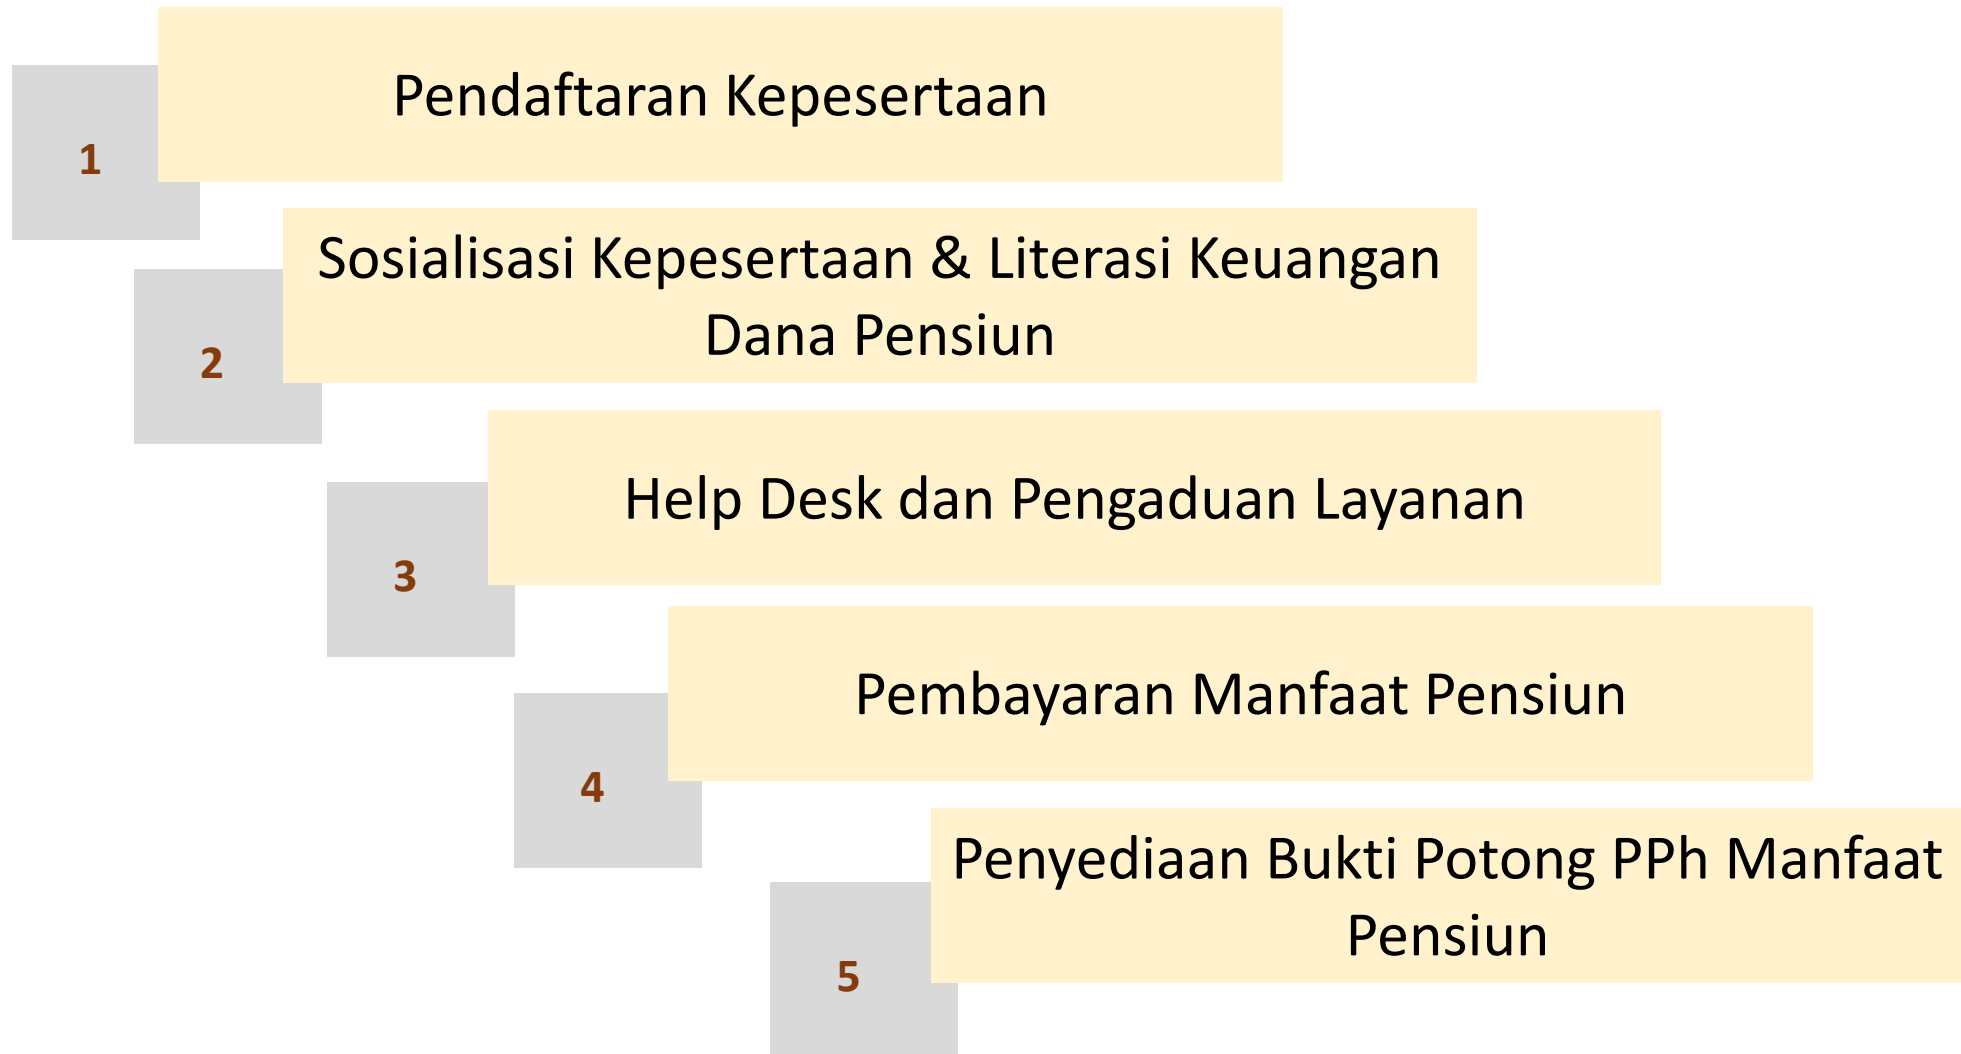 1
Pendaftaran Kepesertaan
2
Sosialisasi Kepesertaan & Literasi Keuangan
Dana Pensiun
3
Help Desk dan Pengaduan Layanan
4
Pembayaran Manfaat Pensiun
5
Penyediaan Bukti Potong PPh Manfaat
Pensiun